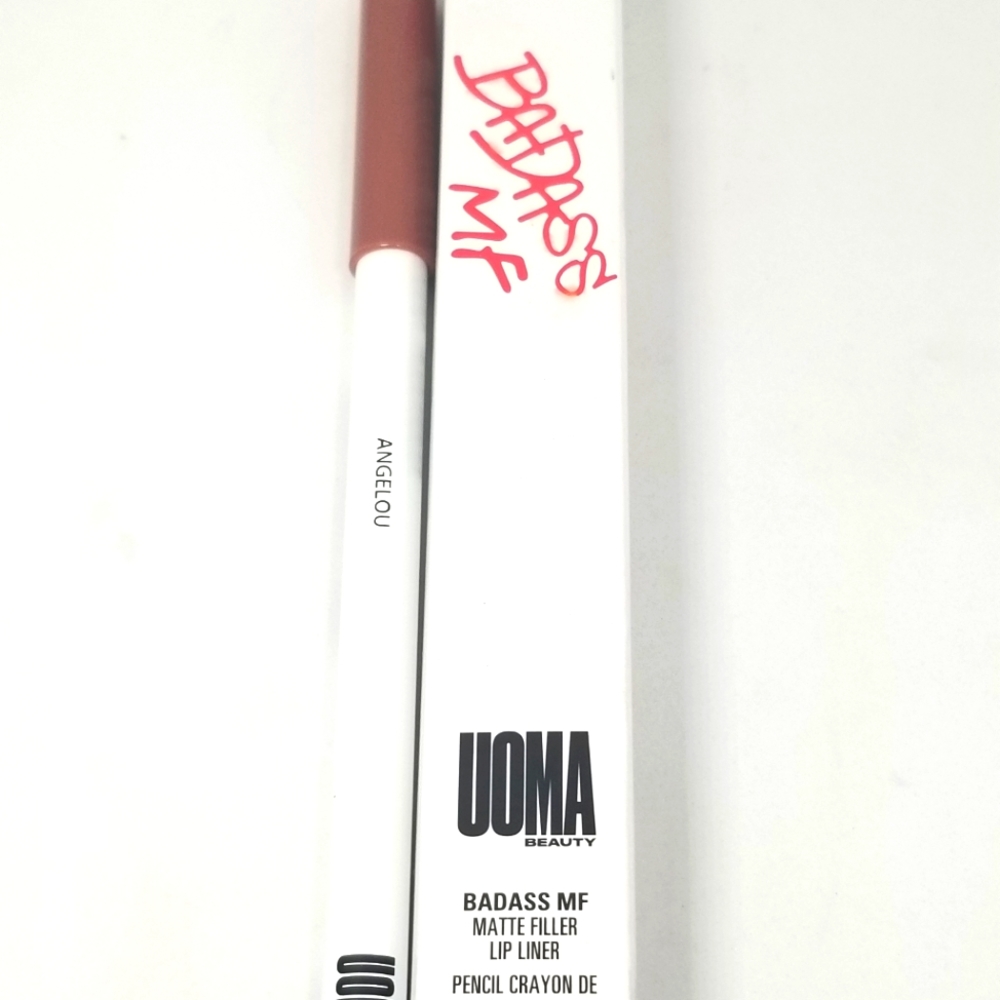 BADASS
MF
ANGELOU
UOMA
BEAUTY
BADASS MF
MATTE FILLER
LIP LINER
PENCIL CRAYON DE